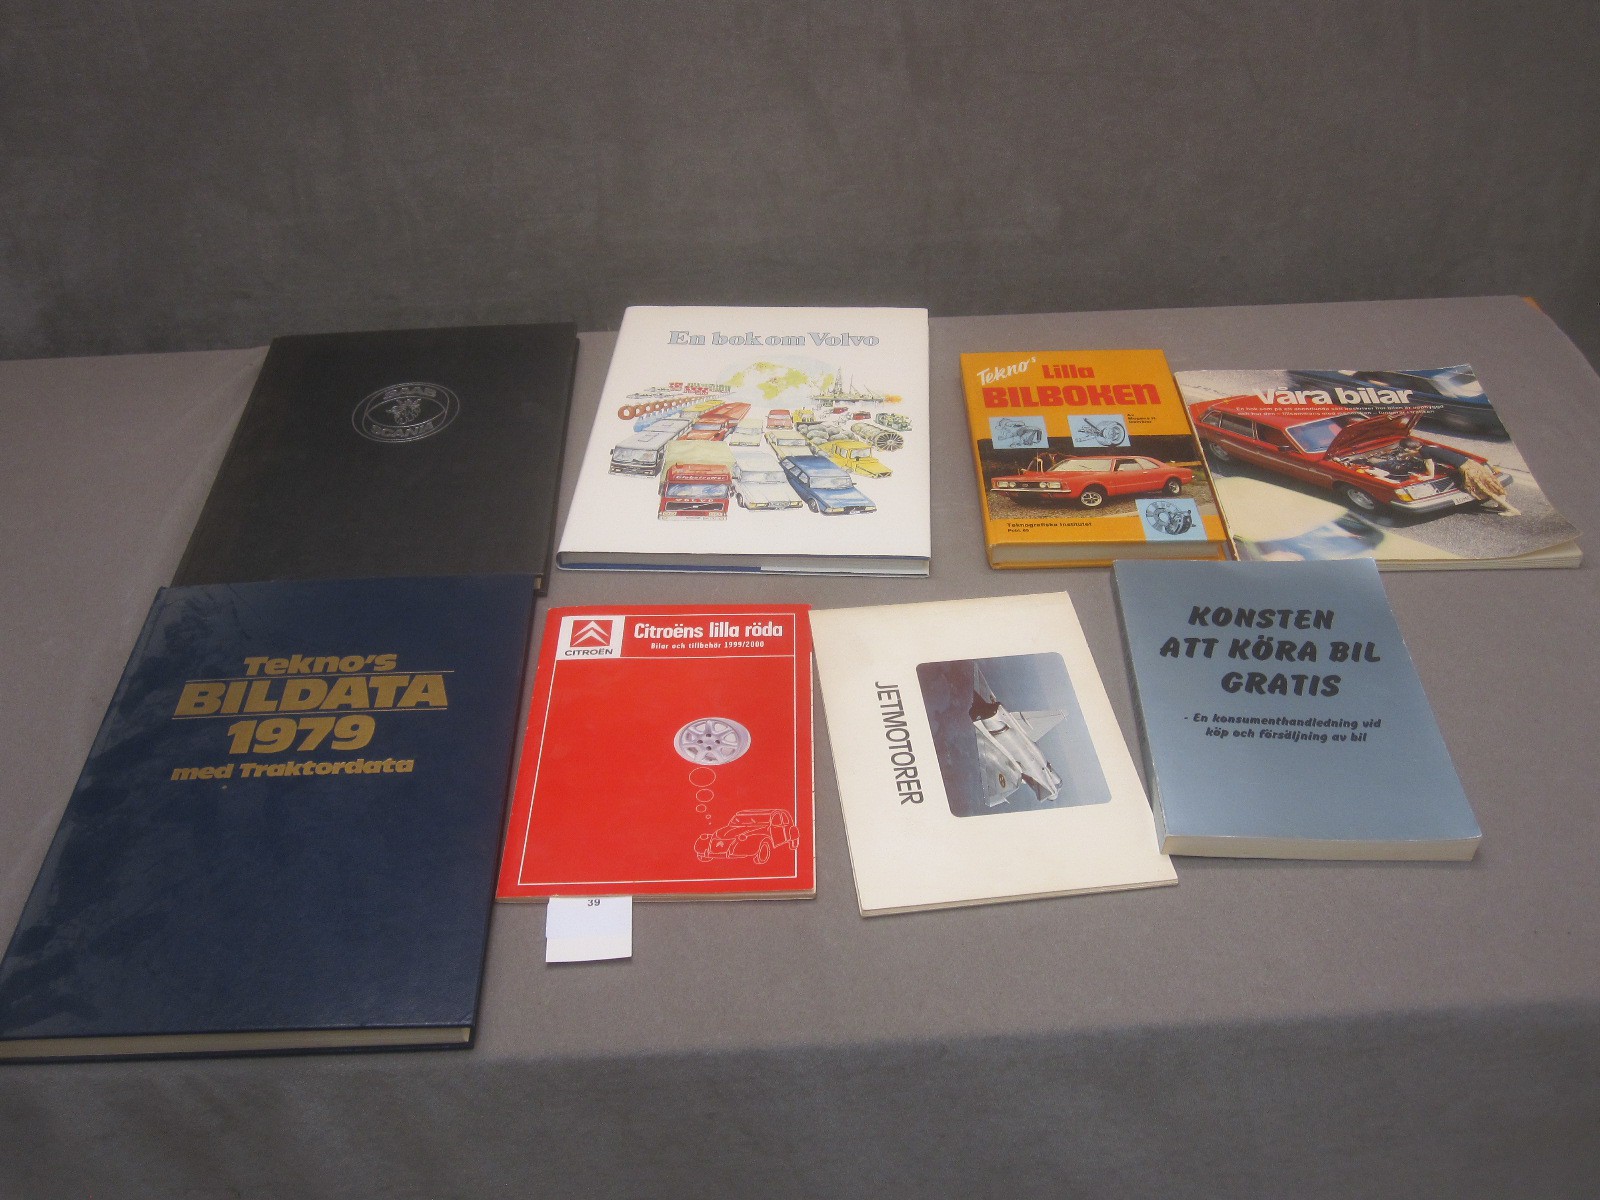 SAAB
SCANIA
En bok om Volvo
Tekno's
Lilla
BILBOKEN
Teknografiska Institutet
Våra bilar
Tekno's
BILDATA
1979
med Traktordata
CITROËN
Citroëns lilla röda
Bilar och tillbehör 1999/2000
39
JETMOTORER
KONSTEN
ATT KÖRA BIL
GRATIS
- En konsumenthandledning vid
köp och försäljning av bil